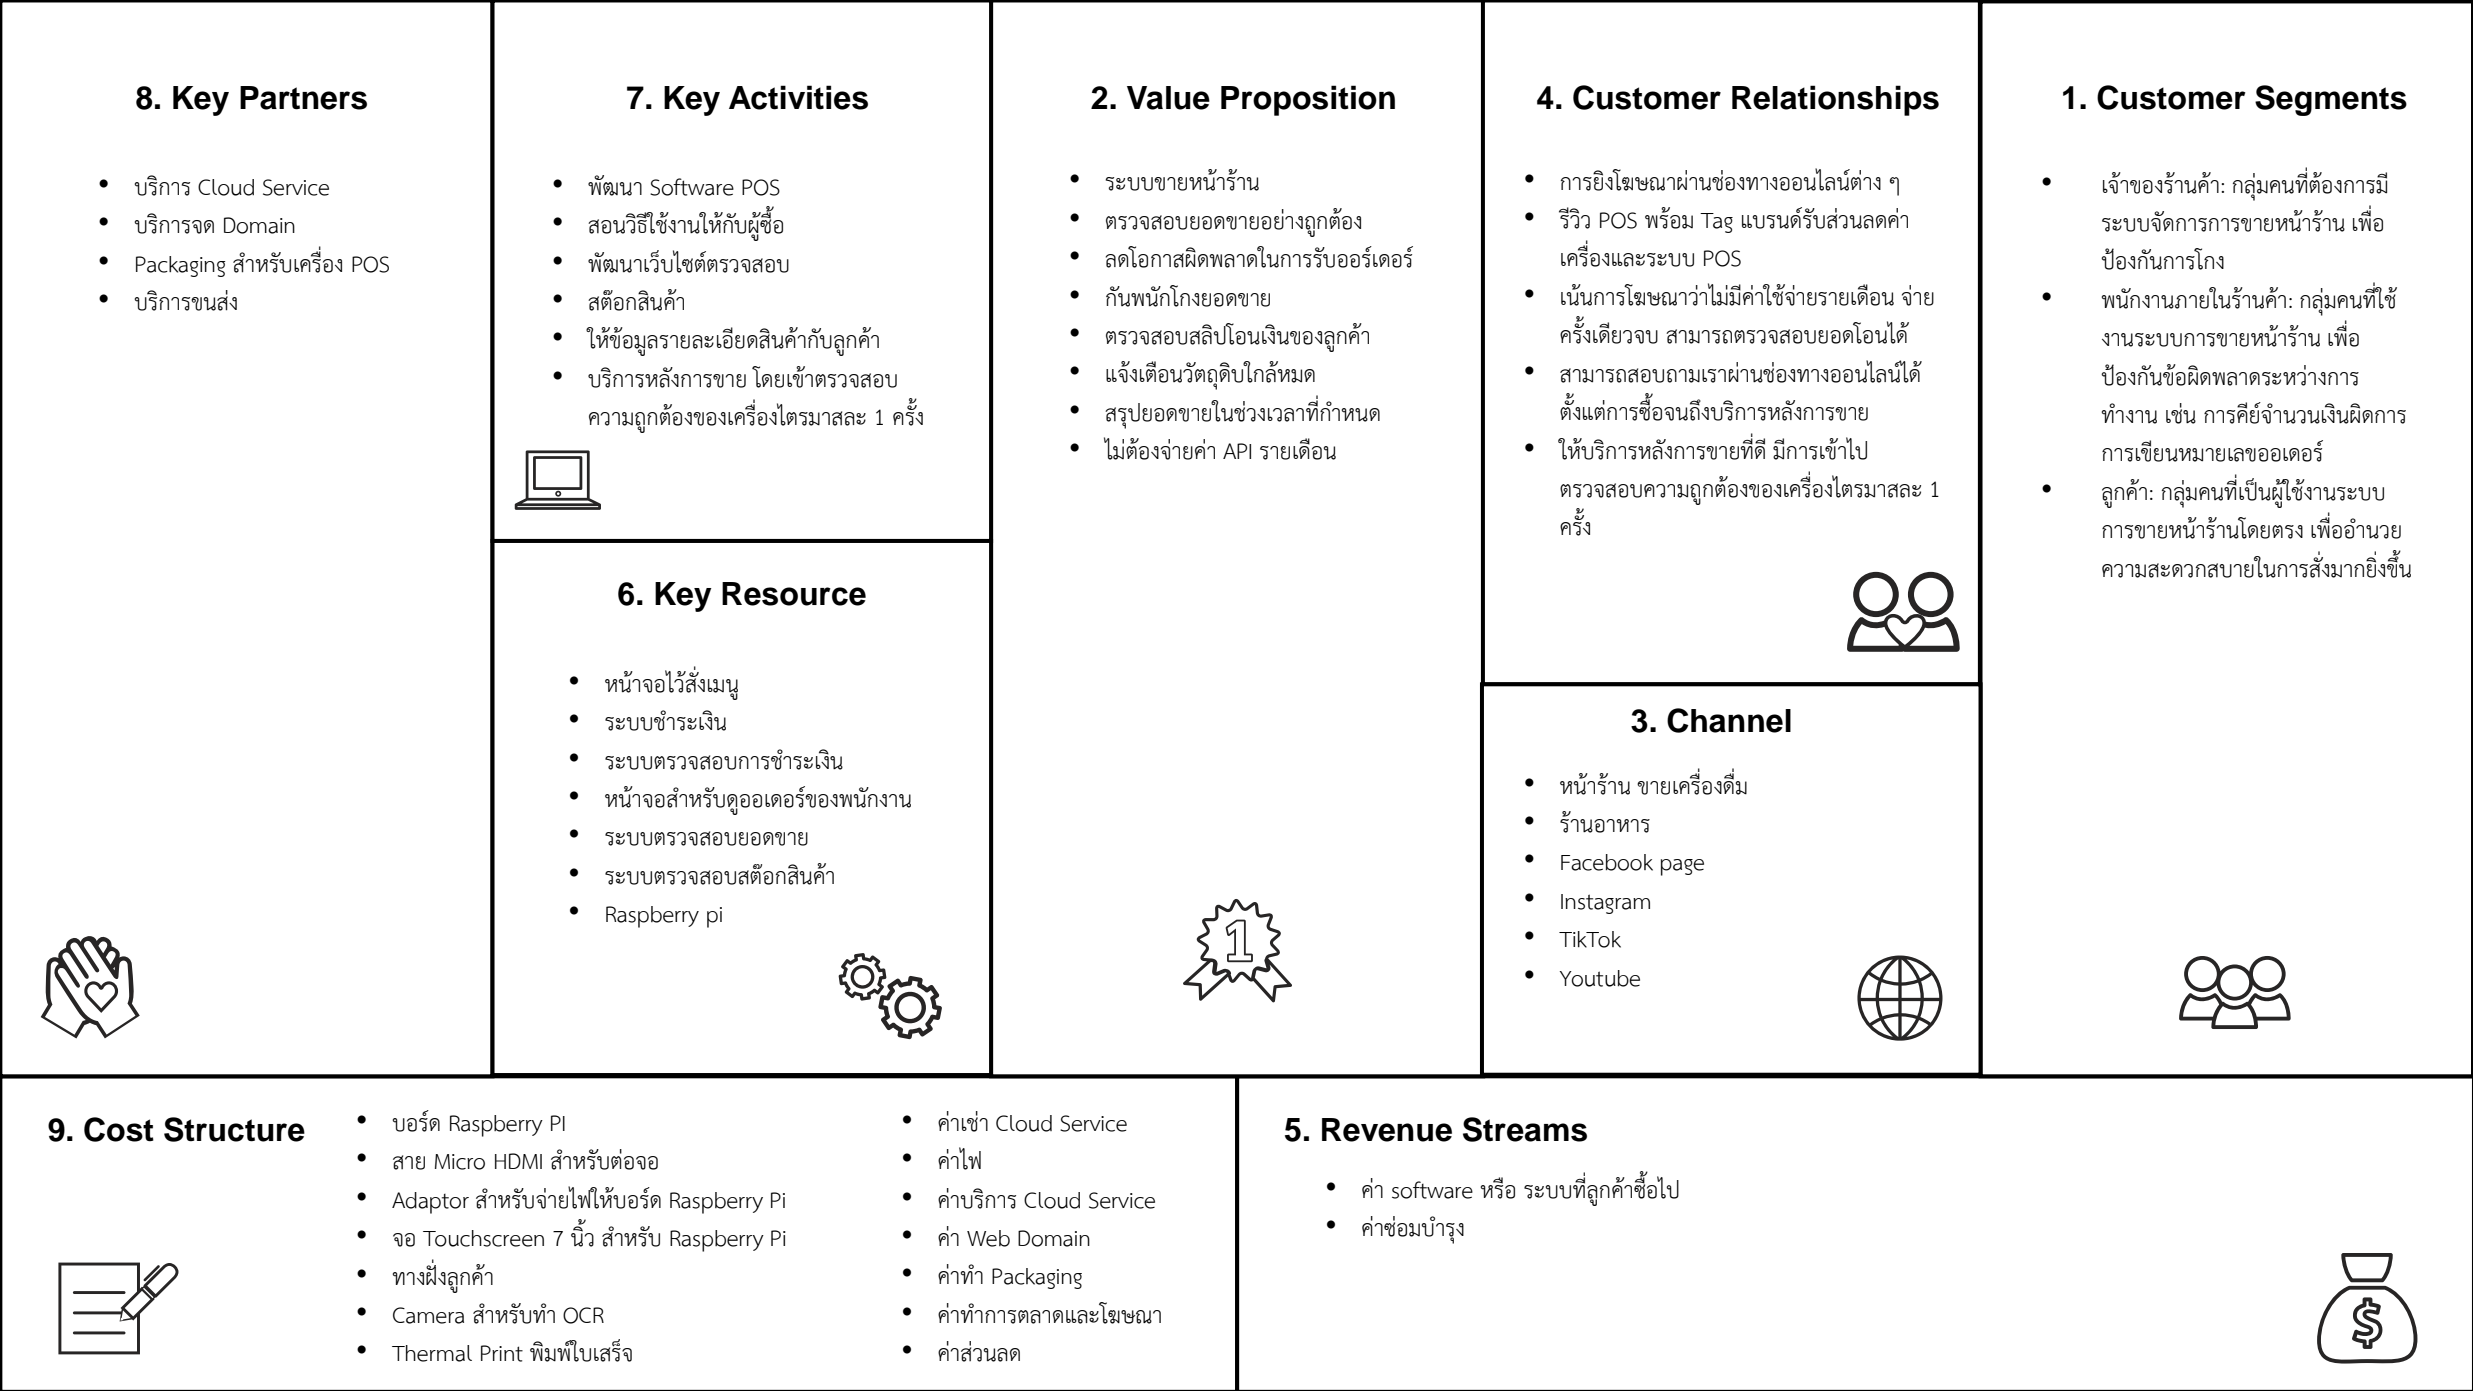 8. Key Partners
บริการ Cloud Service
บริการจด Domain
Packaging สำหรับเครื่อง POS
บริการขนส่ง
7. Key Activities
พัฒนา Software POS
สอนวิธีใช้งานให้กับผู้ซื้อ
พัฒนาเว็บไซต์ตรวจสอบ
สต๊อกสินค้า
ให้ข้อมูลรายละเอียดสินค้ากับลูกค้า
บริการหลังการขาย โดยเข้าตรวจสอบ
ความถูกต้องของเครื่องไตรมาสละ 1 ครั้ง
6. Key Resource
หน้าจอไว้สั่งเมนู
ระบบชำระเงิน
ระบบตรวจสอบการชำระเงิน
หน้าจอสำหรับดูออเดอร์ของพนักงาน
ระบบตรวจสอบยอดขาย
ระบบตรวจสอบสต๊อกสินค้า
Raspberry pi
2. Value Proposition
ระบบขายหน้าร้าน
ตรวจสอบยอดขายอย่างถูกต้อง
ลดโอกาสผิดพลาดในการรับออร์เดอร์
กันพนักโกงยอดขาย
ตรวจสอบสลิปโอนเงินของลูกค้า
แจ้งเตือนวัตถุดิบใกล้หมด
สรุปยอดขายในช่วงเวลาที่กำหนด
ไม่ต้องจ่ายค่า API รายเดือน
1
4. Customer Relationships
การยิงโฆษณาผ่านช่องทางออนไลน์ต่าง ๆ
รีวิว POS พร้อม Tag แบรนด์รับส่วนลดค่า
เครื่องและระบบ POS
เน้นการโฆษณาว่าไม่มีค่าใช้จ่ายรายเดือน จ่าย
ครั้งเดียวจบ สามารถตรวจสอบยอดโอนได้
สามารถสอบถามเราผ่านช่องทางออนไลน์ได้
ตั้งแต่การซื้อจนถึงบริการหลังการขาย
ให้บริการหลังการขายที่ดี มีการเข้าไป
ตรวจสอบความถูกต้องของเครื่องไตรมาสละ 1
ครั้ง
3. Channel
หน้าร้าน ขายเครื่องดื่ม
ร้านอาหาร
Facebook page
Instagram
TikTok
Youtube
1. Customer Segments
เจ้าของร้านค้า: กลุ่มคนที่ต้องการมี
ระบบจัดการการขายหน้าร้าน เพื่อ
ป้องกันการโกง
พนักงานภายในร้านค้า: กลุ่มคนที่ใช้
งานระบบการขายหน้าร้าน เพื่อ
ป้องกันข้อผิดพลาดระหว่างการ
ทำงาน เช่น การคีย์จำนวนเงินผิดการ
การเขียนหมายเลขออเดอร์
ลูกค้า: กลุ่มคนที่เป็นผู้ใช้งานระบบ
การขายหน้าร้านโดยตรง เพื่ออำนวย
ความสะดวกสบายในการสั่งมากยิ่งขึ้น
9. Cost Structure
บอร์ด Raspberry PI
สาย Micro HDMI สำหรับต่อจอ
Adaptor สำหรับจ่ายไฟให้บอร์ด Raspberry Pi
จอ Touchscreen 7 นิ้ว สำหรับ Raspberry Pi
ทางฝั่งลูกค้า
Camera สำหรับทำ OCR
Thermal Print พิมพ์ใบเสร็จ
ค่าเช่า Cloud Service
ค่าไฟ
ค่าบริการ Cloud Service
ค่า Web Domain
ค่าทำ Packaging
ค่าทำการตลาดและโฆษณา
ค่าส่วนลด
5. Revenue Streams
ค่า software หรือ ระบบที่ลูกค้าซื้อไป
ค่าซ่อมบำรุง
$